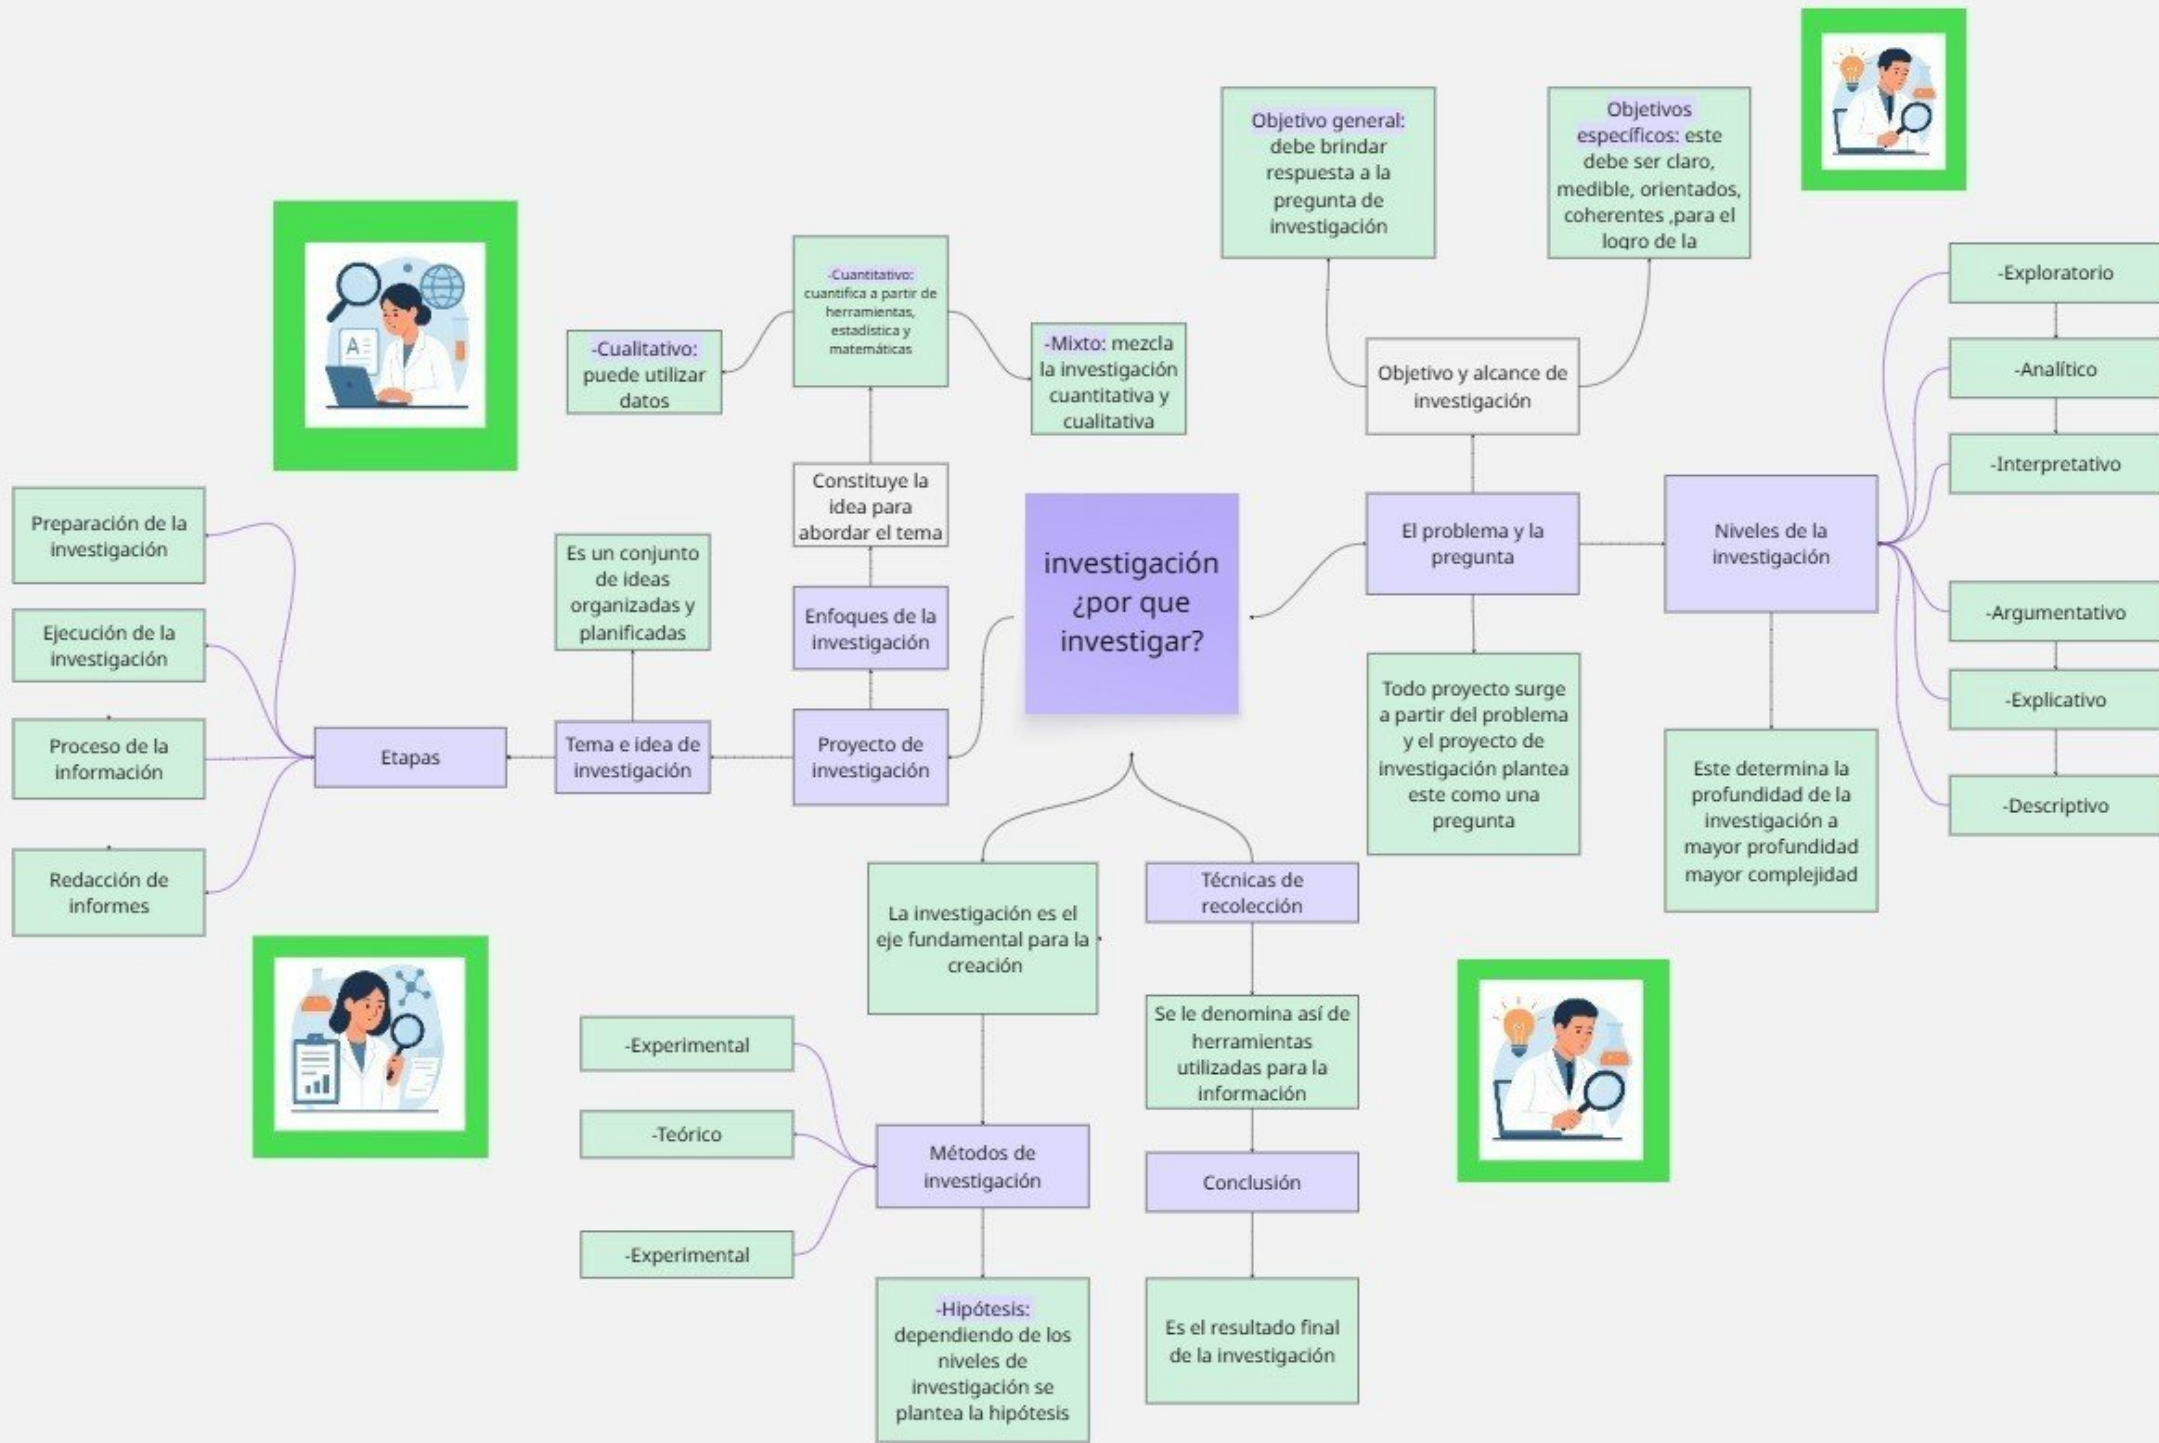 investigación
¿por que
investigar?
Objetivo general:
debe brindar
respuesta a la
pregunta de
investigación
Objetivos
específicos: este
debe ser claro,
medible, orientados,
coherentes ,para el
logro de la
-Cuantitativo:
cuantifica a partir de
herramientas,
estadística y
matemáticas
-Cualitativo:
puede utilizar
datos
-Mixto: mezcla
la investigación
cuantitativa y
cualitativa
Objetivo y alcance de
investigación
-Exploratorio
-Analítico
-Interpretativo
-Argumentativo
-Explicativo
-Descriptivo
Constituye la
idea para
abordar el tema
El problema y la
pregunta
Niveles de la
investigación
Preparación de la
investigación
Ejecución de la
investigación
Proceso de la
información
Redacción de
informes
Es un conjunto
de ideas
organizadas y
planificadas
Enfoques de la
investigación
Etapas
Tema e idea de
investigación
Proyecto de
investigación
Todo proyecto surge
a partir del problema
y el proyecto de
investigación plantea
este como una
pregunta
Este determina la
profundidad de la
investigación a
mayor profundidad
mayor complejidad
La investigación es el
eje fundamental para la
creación
Técnicas de
recolección
Se le denomina así de
herramientas
utilizadas para la
información
-Experimental
-Teórico
-Experimental
Métodos de
investigación
Conclusión
-Hipótesis:
dependiendo de los
niveles de
investigación se
plantea la hipótesis
Es el resultado final
de la investigación
A